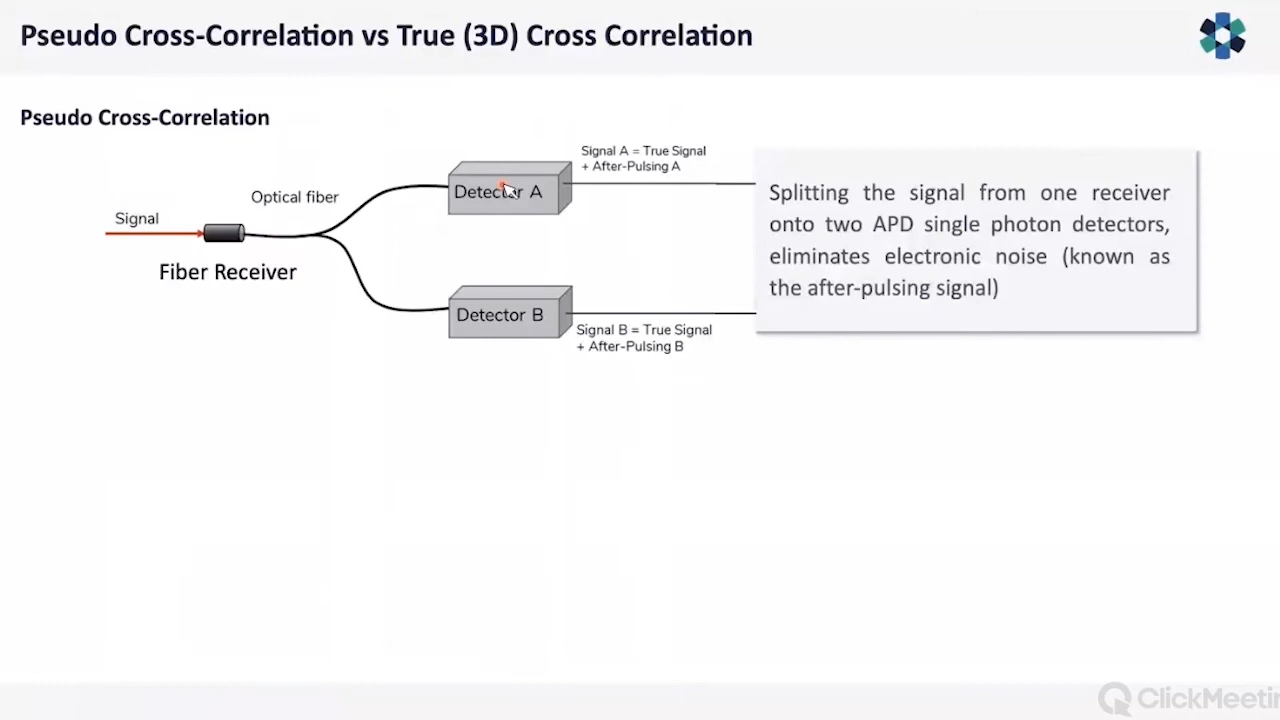 Pseudo Cross-Correlation vs True (3D) Cross Correlation
Pseudo Cross-Correlation
Signal A = True Signal
+ After-Pulsing A
Optical fiber
Detector A
Signal
Fiber Receiver
Detector B
Signal B = True Signal
+ After-Pulsing B
Splitting the signal from one receiver
onto two APD single photon detectors,
eliminates electronic noise (known as
the after-pulsing signal)
ClickMeetin